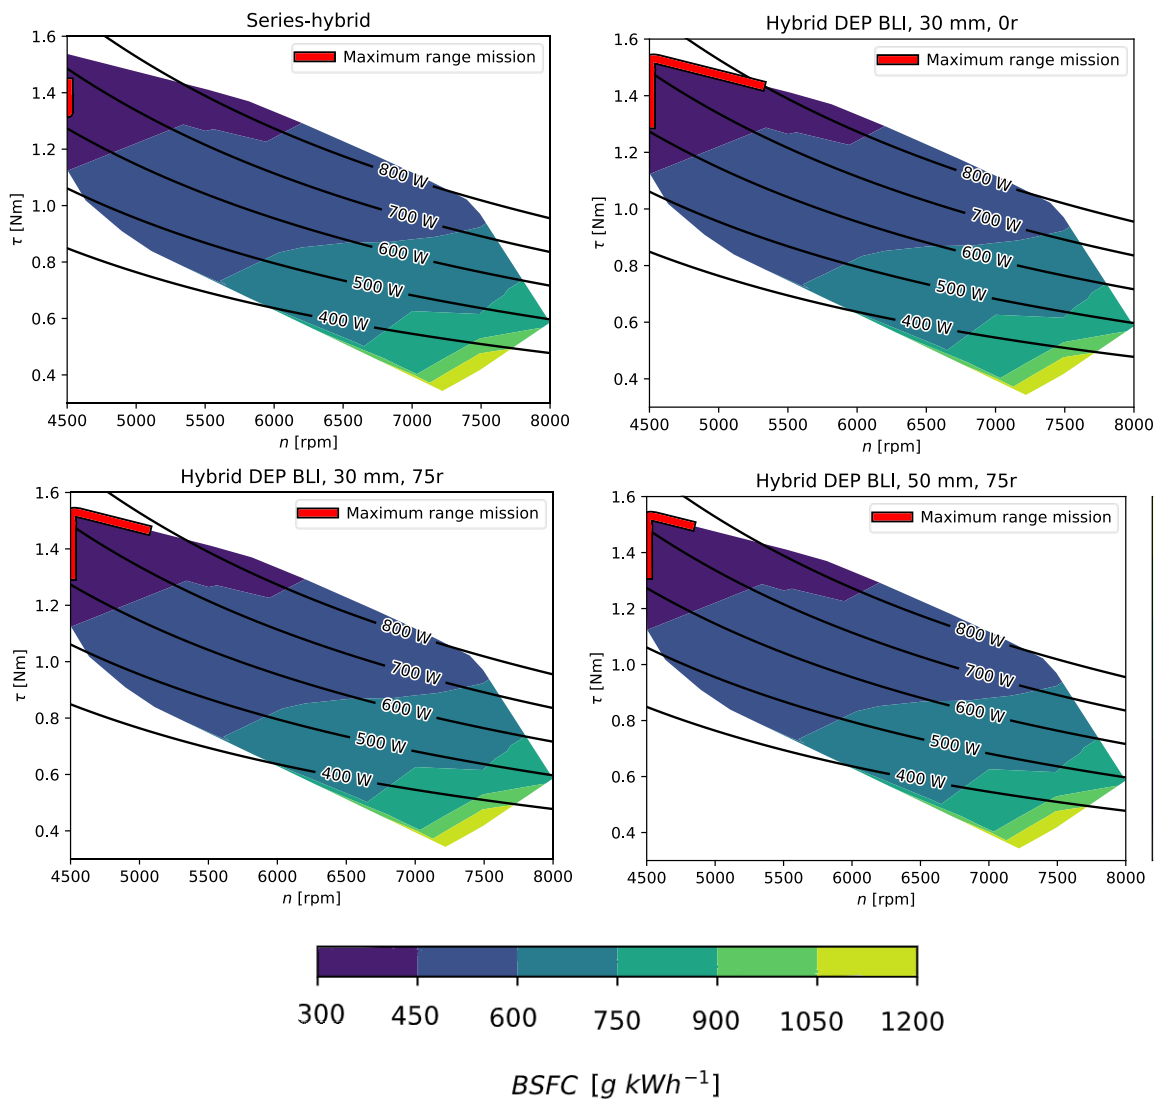 Series-hybrid
Maximum range mission
1.6
1.4
1.2
1.0
0.8
0.6
0.4
τ [Nm]
800 W
700 W
600 W
500 W
400 W
4500 5000 5500 6000 6500 7000 7500 8000
n [rpm]
Hybrid DEP BLI, 30 mm, 0r
Maximum range mission
1.6
1.4
1.2
1.0
0.8
0.6
0.4
τ [Nm]
800 W
700 W
600 W
500 W
400 W
4500 5000 5500 6000 6500 7000 7500 8000
n [rpm]
Hybrid DEP BLI, 30 mm, 75r
Maximum range mission
1.6
1.4
1.2
1.0
0.8
0.6
0.4
τ [Nm]
800 W
700 W
600 W
500 W
400 W
4500 5000 5500 6000 6500 7000 7500 8000
n [rpm]
Hybrid DEP BLI, 50 mm, 75r
Maximum range mission
1.6
1.4
1.2
1.0
0.8
0.6
0.4
τ [Nm]
800 W
700 W
600 W
500 W
400 W
4500 5000 5500 6000 6500 7000 7500 8000
n [rpm]
300 450 600 750 900 1050 1200
BSFC [g kWh⁻¹]